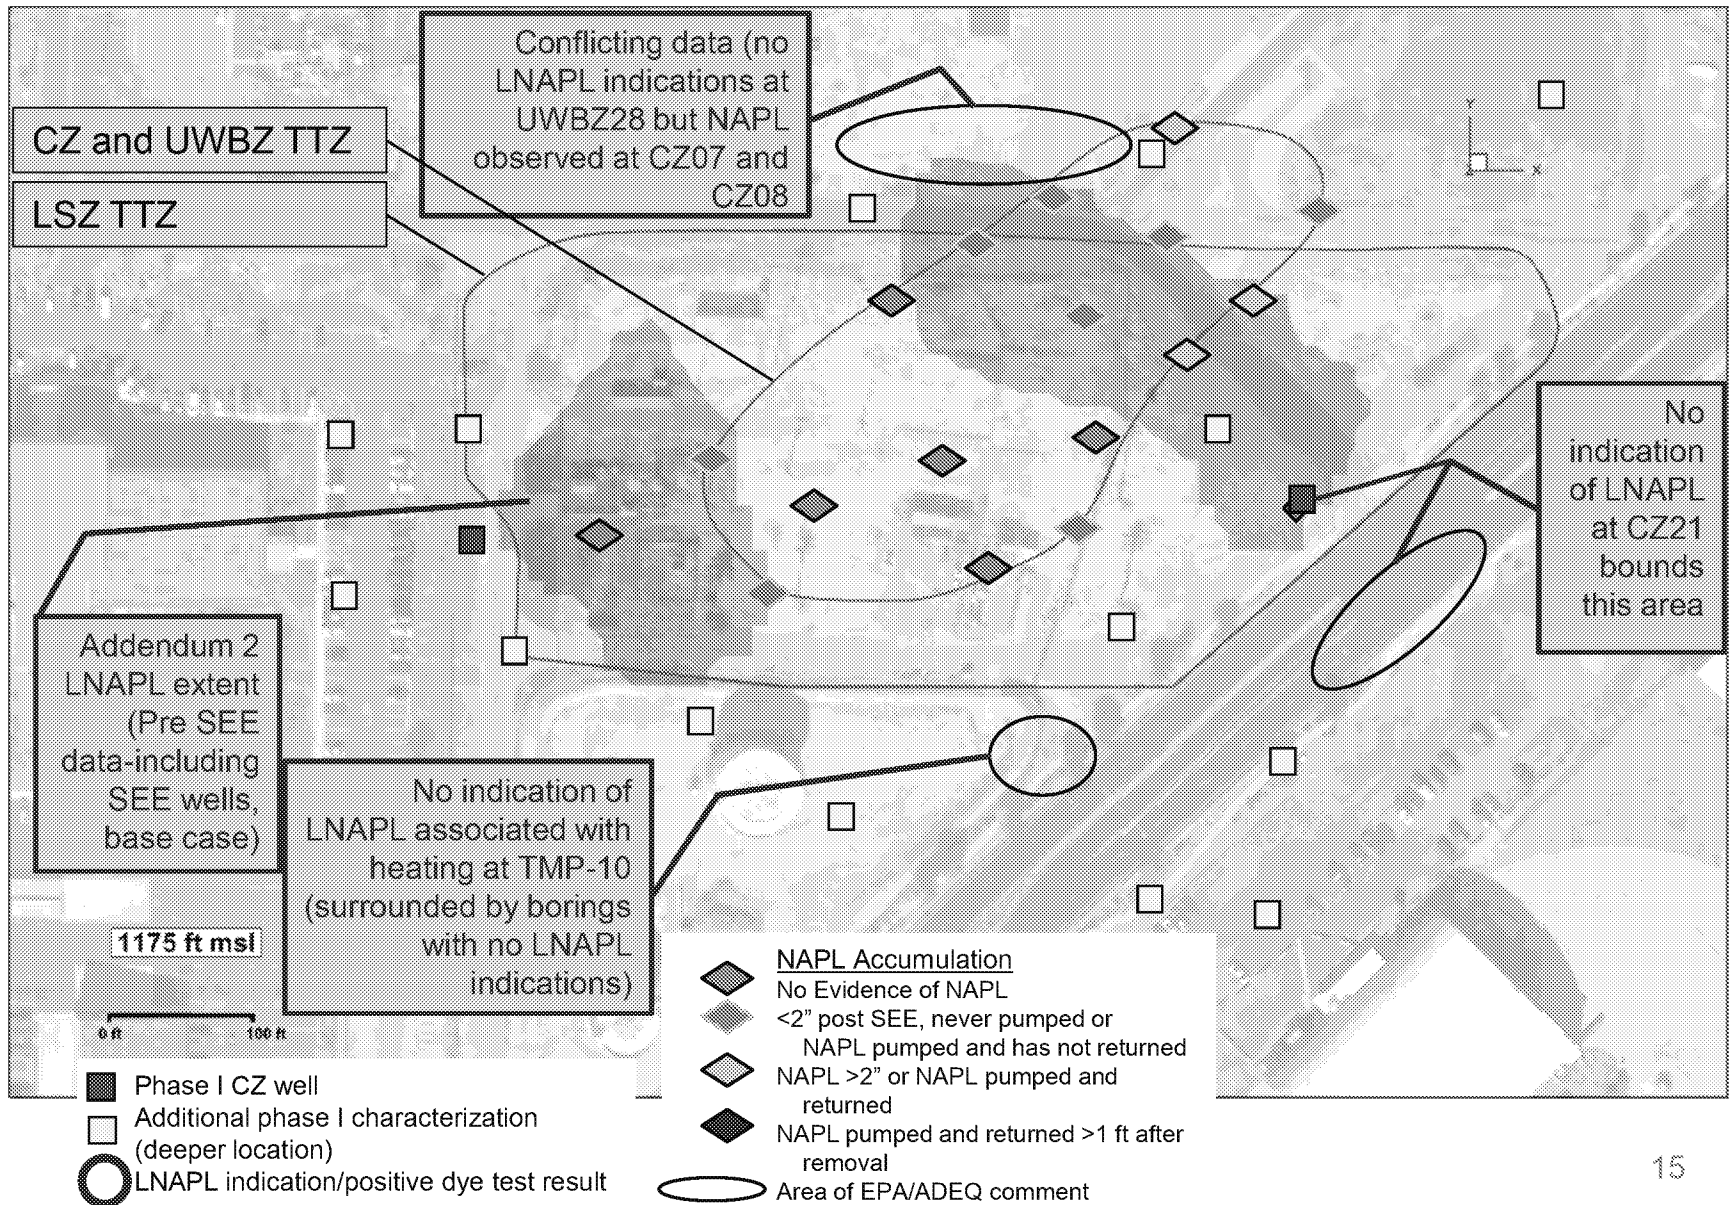 Conflicting data (no
LNAPL indications at
UWBZ28 but NAPL
observed at CZ07 and
CZ08
CZ and UWBZ TTZ
LSZ TTZ
Y
X
Z
No
indication
of LNAPL
at CZ21
bounds
this area
Addendum 2
LNAPL extent
(Pre SEE
data-including
SEE wells,
base case)
No indication of
LNAPL associated with
heating at TMP-10
(surrounded by borings
with no LNAPL
indications)
1175 ft msl
0 ft 100 ft
Phase I CZ well
Additional phase I characterization
(deeper location)
LNAPL indication/positive dye test result
NAPL Accumulation
No Evidence of NAPL
<2” post SEE, never pumped or
NAPL pumped and has not returned
NAPL >2” or NAPL pumped and
returned
NAPL pumped and returned >1 ft after
removal
Area of EPA/ADEQ comment
15